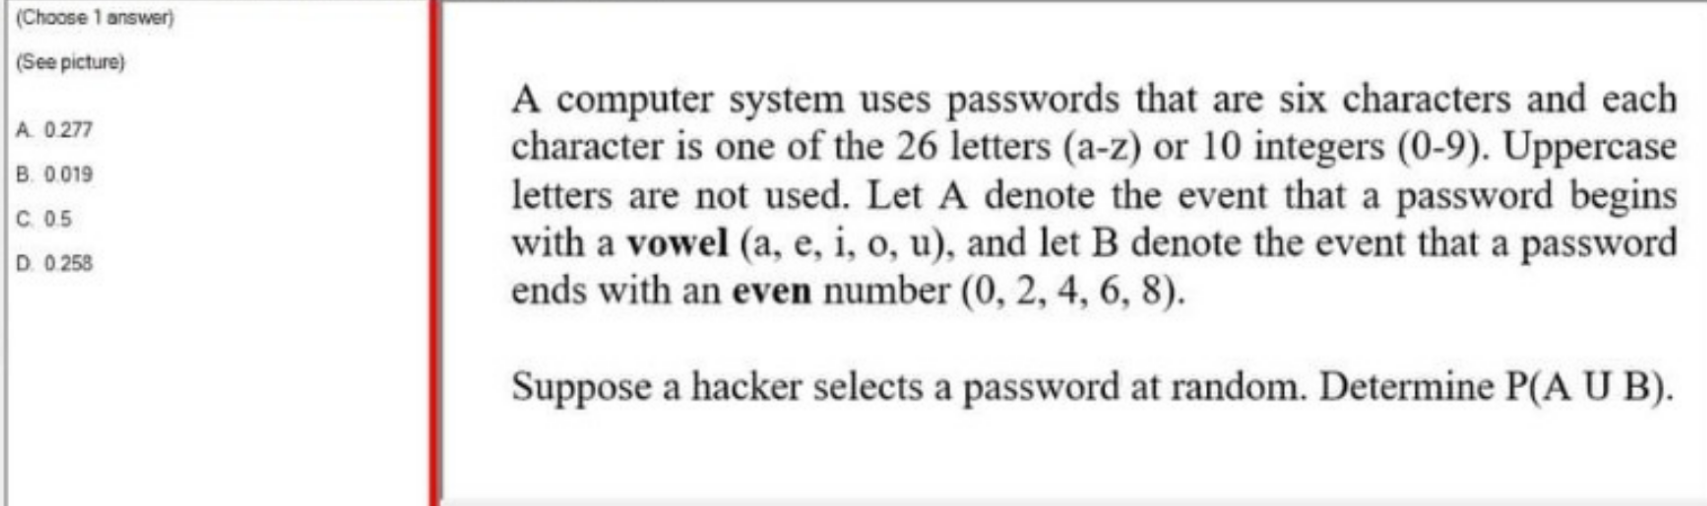 (Choose 1 answer)
(See picture)
A. 0.277
B. 0.019
C. 0.5
D. 0.258
A computer system uses passwords that are six characters and each
character is one of the 26 letters (a-z) or 10 integers (0-9). Uppercase
letters are not used. Let A denote the event that a password begins
with a vowel (a, e, i, o, u), and let B denote the event that a password
ends with an even number (0, 2, 4, 6, 8).
Suppose a hacker selects a password at random. Determine P(A U B).